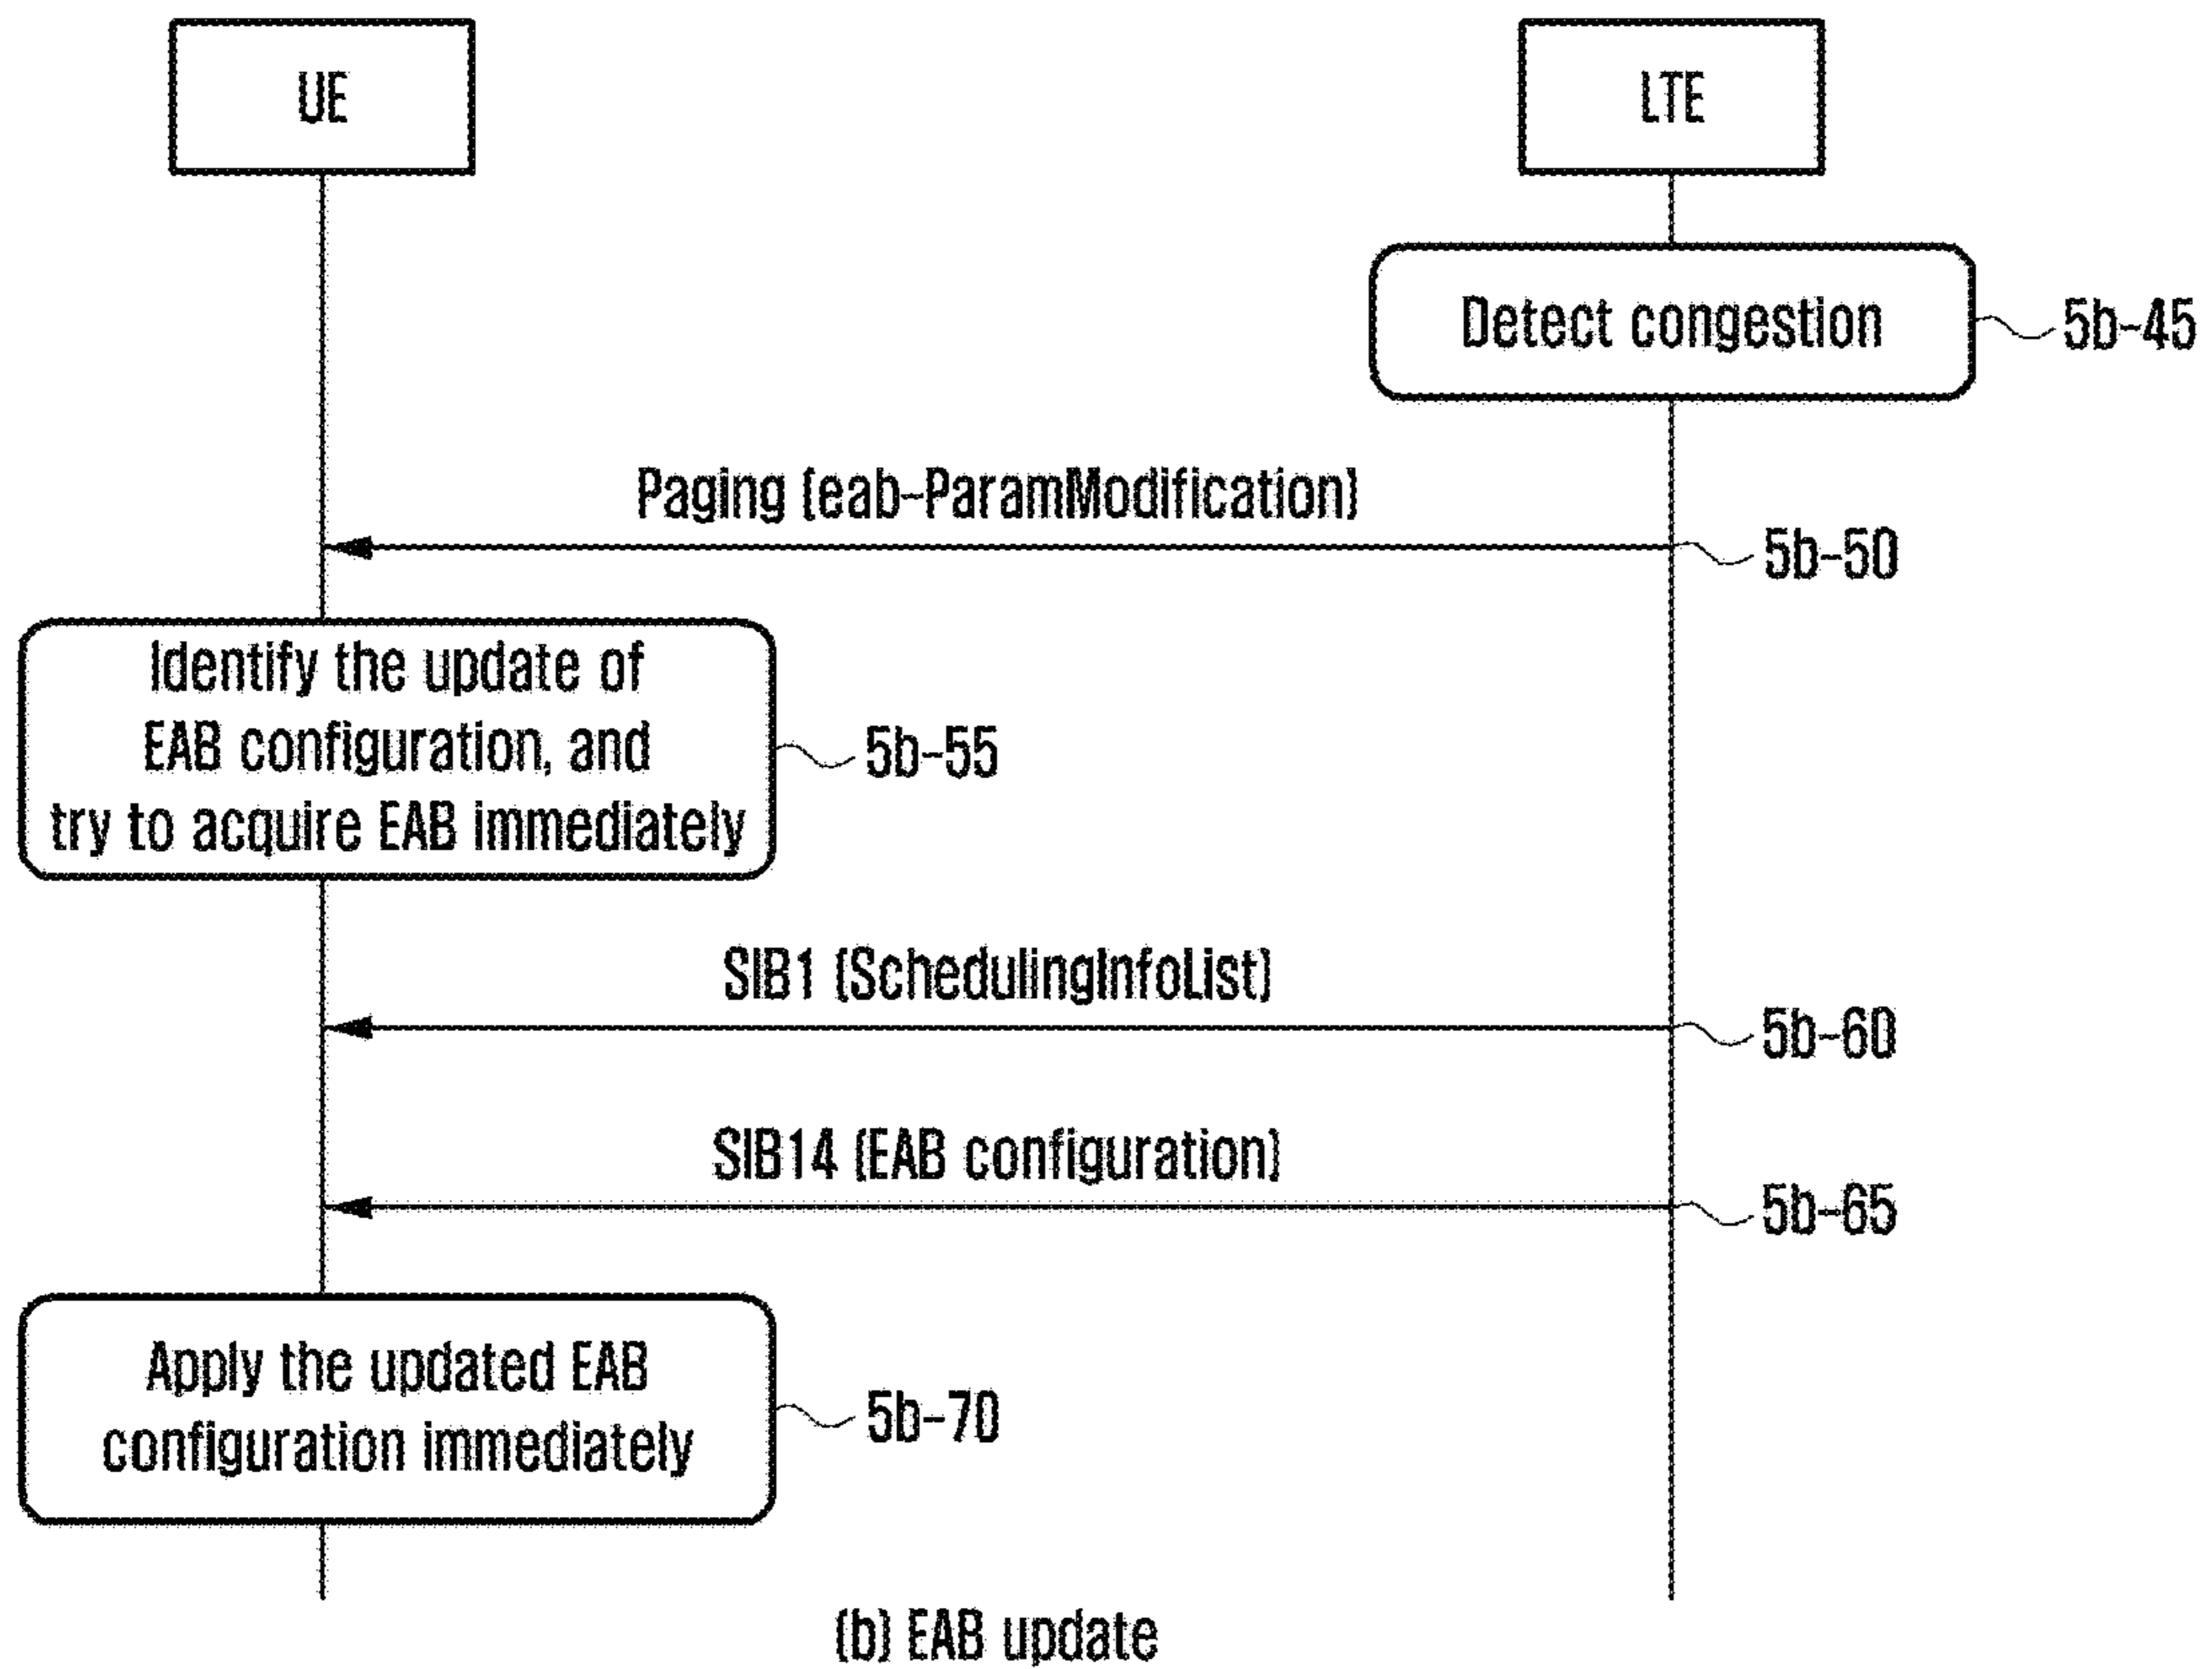 UE
LTE
Detect congestion
5b-45
Paging (eab-ParamModification)
5b-50
Identify the update of
EAB configuration, and
try to acquire EAB immediately
5b-55
SIB1 (SchedulingInfoList)
5b-60
SIB14 (EAB configuration)
5b-65
Apply the updated EAB
configuration immediately
5b-70
(b) EAB update